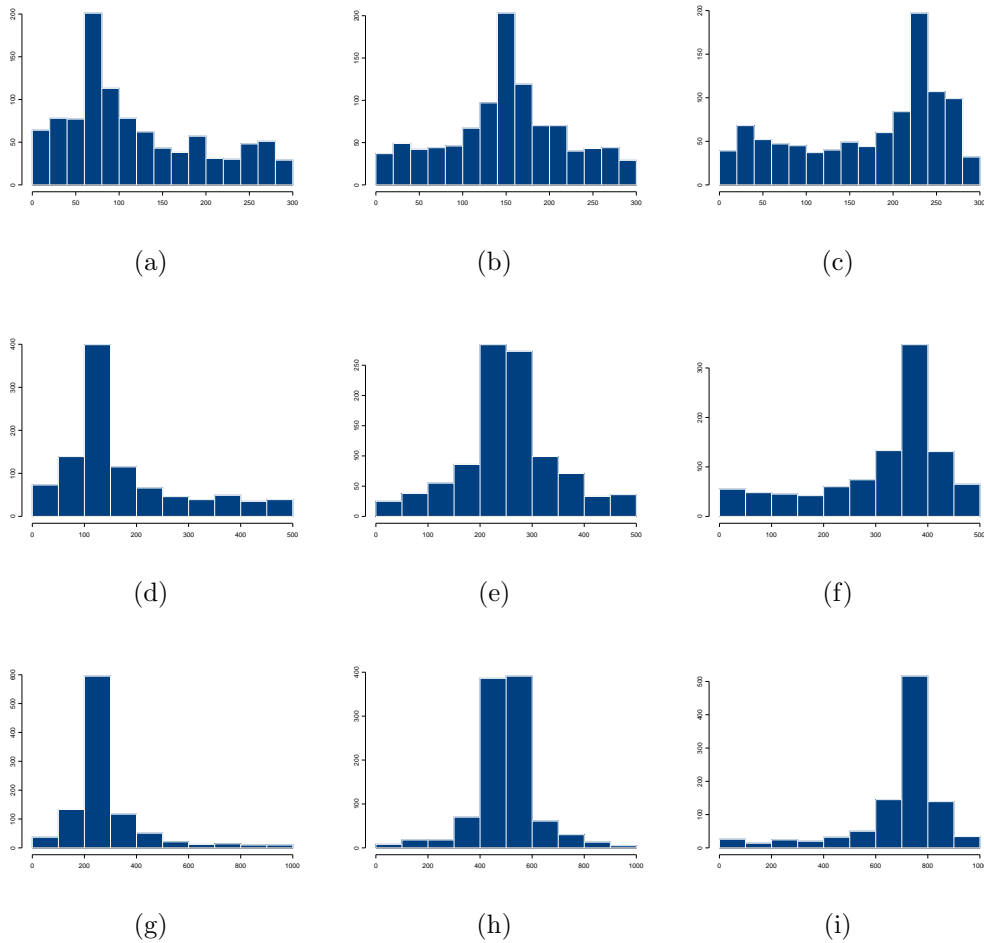 0 50 100 150 200
0 50 100 150 200 250 300
(a)
0 50 100 150 200
0 50 100 150 200 250 300
(b)
0 50 100 150 200
0 50 100 150 200 250 300
(c)
0 100 200 300 400
0 100 200 300 400 500
(d)
0 50 100 150 200 250
0 100 200 300 400 500
(e)
0 100 200 300
0 100 200 300 400 500
(f)
0 100 200 300 400 500 600
0 200 400 600 800 1000
(g)
0 100 200 300 400
0 200 400 600 800 1000
(h)
0 100 200 300 400 500
0 200 400 600 800 1000
(i)